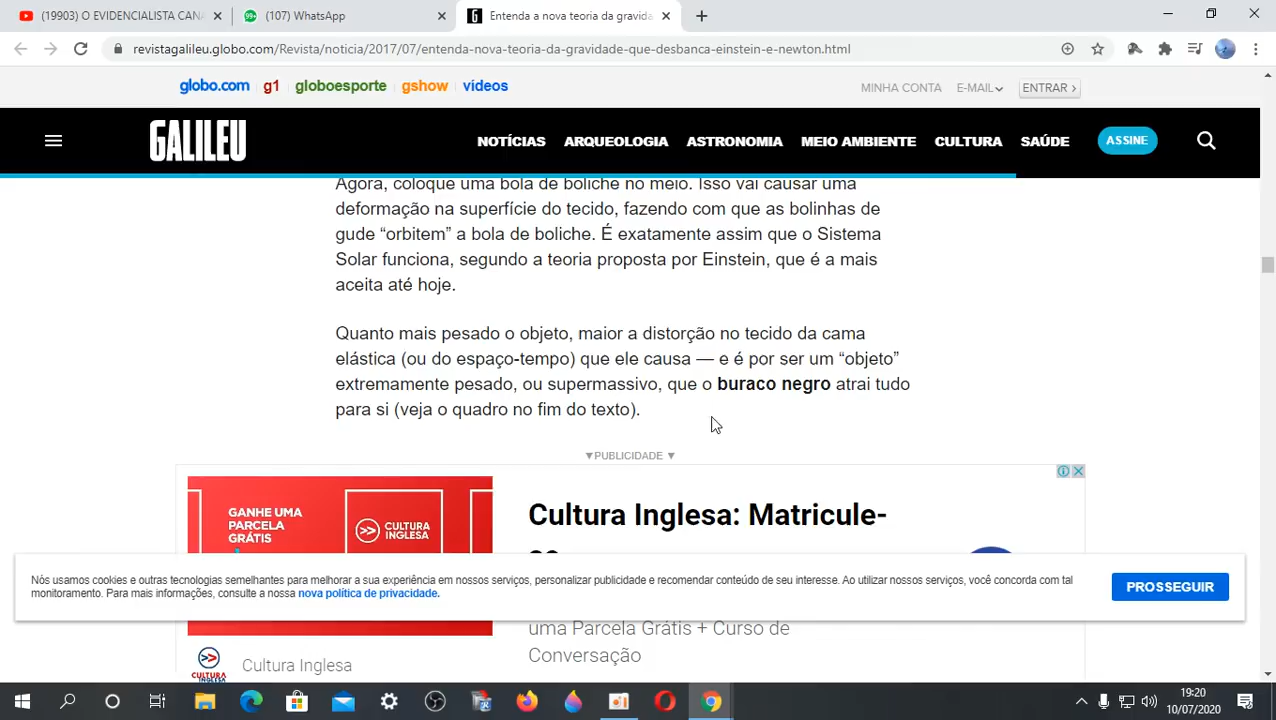 (19903) O EVIDENCIALISTA CANA
(107) WhatsApp
Entenda a nova teoria da gravida
revistagalileu.globo.com/Revista/noticia/2017/07/entenda-nova-teoria-da-gravidade-que-desbanca-einstein-e-newton.html
globo.com g1 globoesporte gshow videos
MINHA CONTA E-MAIL ENTRAR
GALILEU
NOTÍCIAS ARQUEOLOGIA ASTRONOMIA MEIO AMBIENTE CULTURA SAÚDE ASSINE
Agora, coloque uma bola de boliche no meio. Isso vai causar uma
deformação na superfície do tecido, fazendo com que as bolinhas de
gude “orbitem” a bola de boliche. É exatamente assim que o Sistema
Solar funciona, segundo a teoria proposta por Einstein, que é a mais
aceita até hoje.
Quanto mais pesado o objeto, maior a distorção no tecido da cama
elástica (ou do espaço-tempo) que ele causa — e é por ser um “objeto”
extremamente pesado, ou supermassivo, que o buraco negro atrai tudo
para si (veja o quadro no fim do texto).
▼PUBLICIDADE ▼
GANHE UMA
PARCELA
GRÁTIS
CULTURA
INGLESA
Cultura Inglesa: Matricule-
Nós usamos cookies e outras tecnologias semelhantes para melhorar a sua experiência em nossos serviços, personalizar publicidade e recomendar conteúdo de seu interesse. Ao utilizar nossos serviços, você concorda com tal
monitoramento. Para mais informações, consulte a nossa nova política de privacidade.
PROSSEGUIR
uma Parcela Grátis + Curso de
Conversação
CULTURA
INGLESA
Cultura Inglesa
19:20
10/07/2020